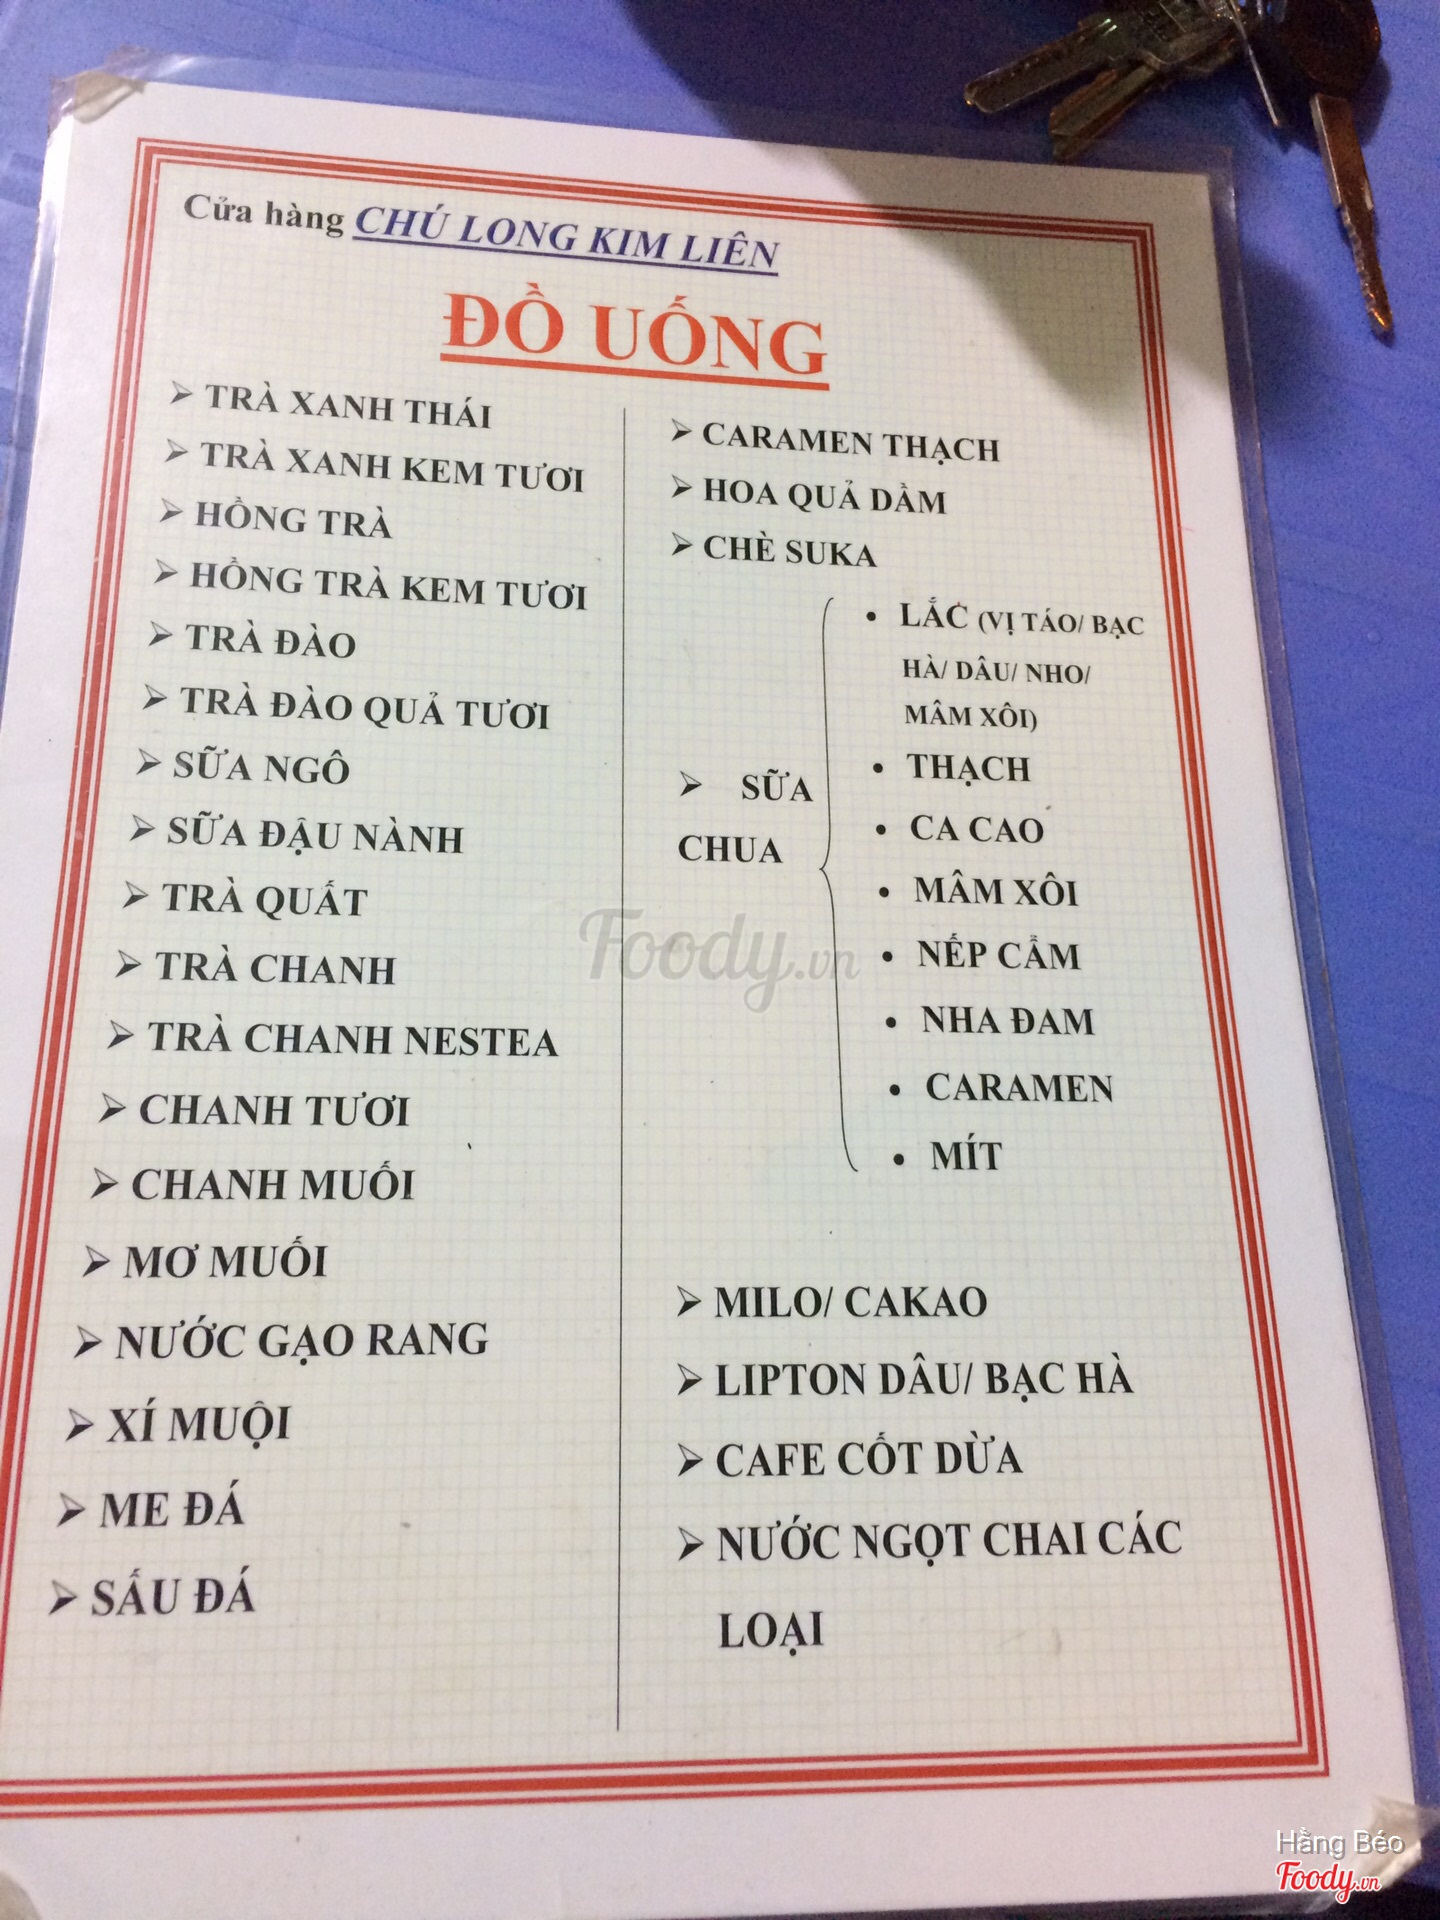 Cửa hàng CHÚ LONG KIM LIÊN
ĐỒ UỐNG
TRÀ XANH THÁI
TRÀ XANH KEM TƯƠI
HỒNG TRÀ
HỒNG TRÀ KEM TƯƠI
TRÀ ĐÀO
TRÀ ĐÀO QUẢ TƯƠI
SỮA NGÔ
SỮA ĐẬU NÀNH
TRÀ QUẤT
TRÀ CHANH
TRÀ CHANH NESTEA
CHANH TƯƠI
CHANH MUỐI
MƠ MUỐI
NƯỚC GẠO RANG
XÍ MUỘI
ME ĐÁ
SẤU ĐÁ
CARAMEN THẠCH
HOA QUẢ DẦM
CHÈ SUKA
SỮA
CHUA
LẮC (VỊ TÁO/ BẠC
HÀ/ DÂU/ NHO/
MÂM XÔI)
THẠCH
CA CAO
MÂM XÔI
NẾP CẨM
NHA ĐAM
CARAMEN
MÍT
MILO/ CAKAO
LIPTON DÂU/ BẠC HÀ
CAFE CỐT DỪA
NƯỚC NGỌT CHAI CÁC
LOẠI
Foody.vn
Hằng Béo
Foody.vn